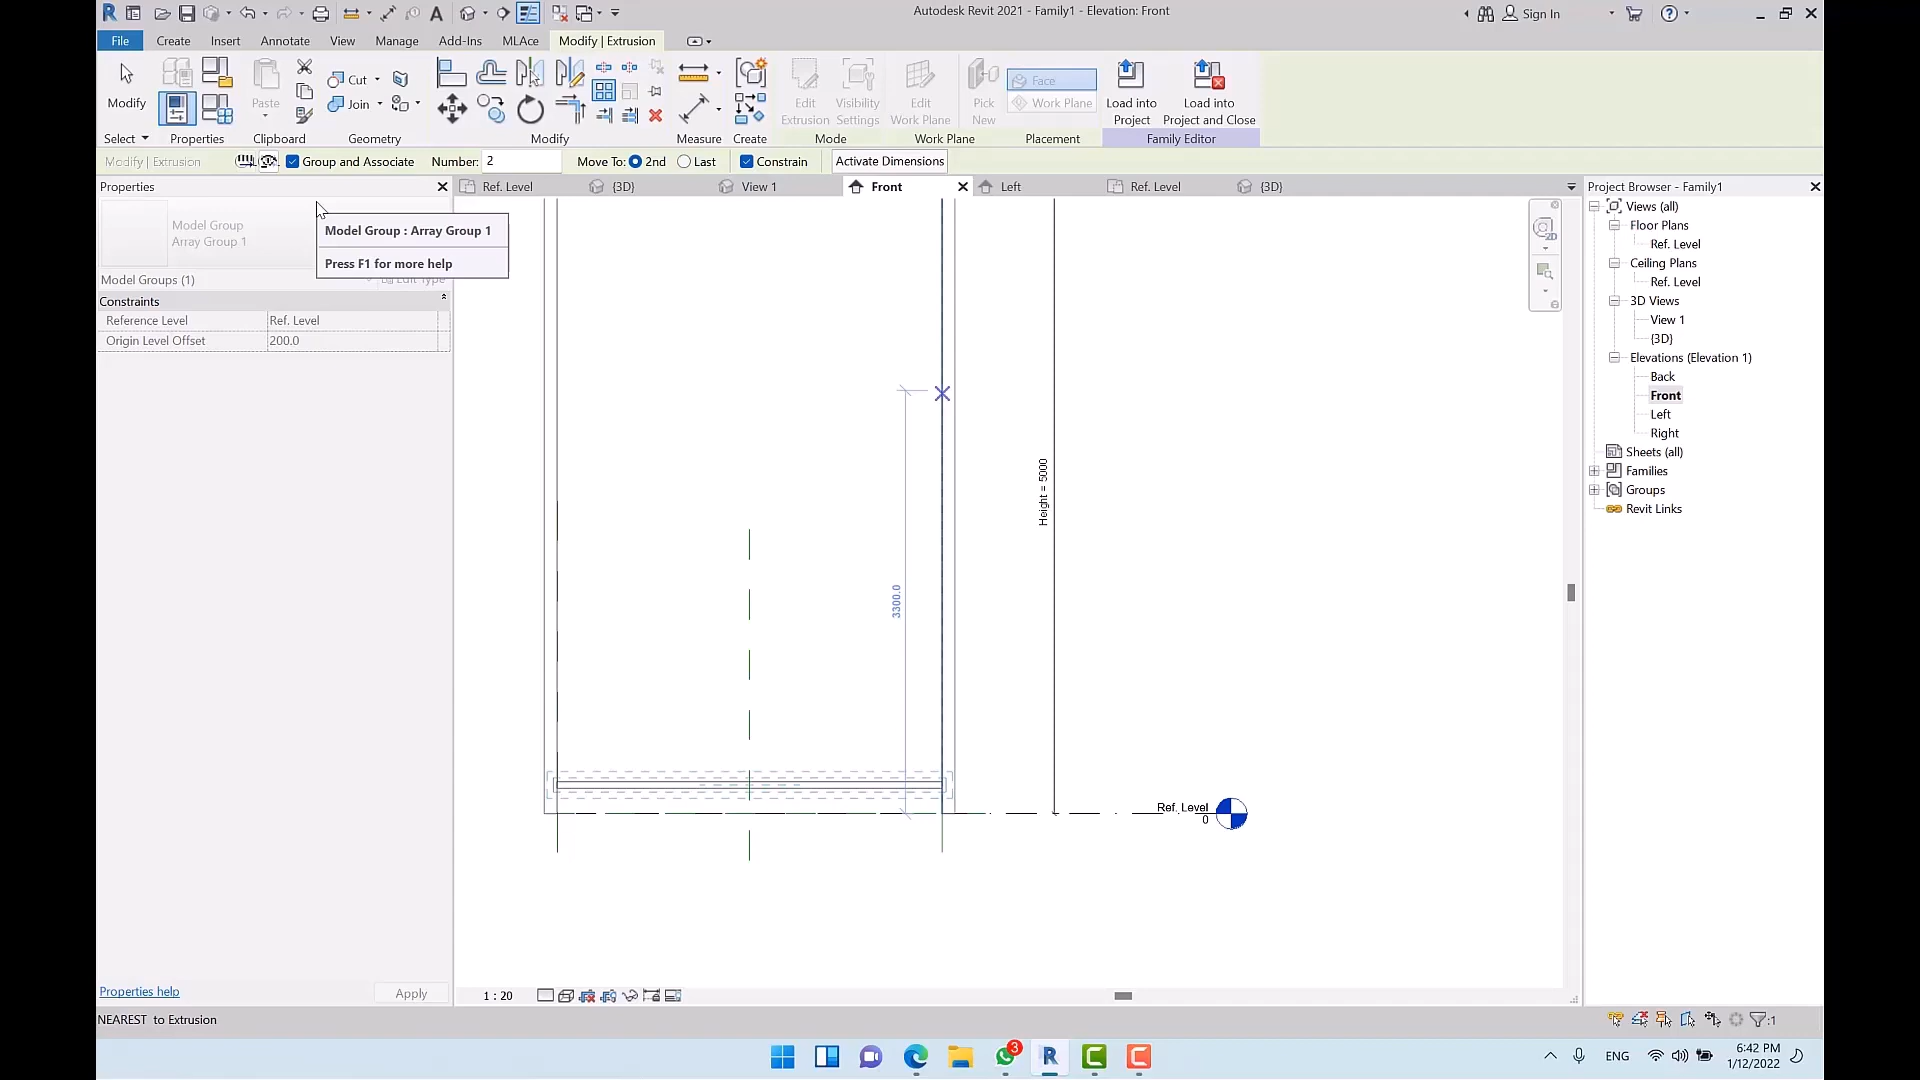 Autodesk Revit 2021 - Family1 - Elevation: Front
Sign In
File Create Insert Annotate View Manage Add-Ins MLAce Modify | Extrusion
Modify
Paste
Cut
Join
Edit Extrusion
Visibility Settings
Edit Work Plane
Pick New
Face
Work Plane
Load into Project
Load into Project and Close
Select Properties Clipboard Geometry Modify Measure Create Mode Work Plane Placement Family Editor
Modify | Extrusion Group and Associate Number: 2 Move To: 2nd Last Constrain Activate Dimensions
Properties
Ref. Level {3D} View 1 Front Left Ref. Level {3D}
Project Browser - Family1
Model Group
Array Group 1
Model Group : Array Group 1
Press F1 for more help
Model Groups (1) Edit Type
Constraints
Reference Level Ref. Level
Origin Level Offset 200.0
2D
Views (all)
Floor Plans
Ref. Level
Ceiling Plans
Ref. Level
3D Views
View 1
{3D}
Elevations (Elevation 1)
Back
Front
Left
Right
Sheets (all)
Families
Groups
Revit Links
Height = 5000
3300.0
Ref. Level
0
Properties help
Apply
1 : 20
NEAREST to Extrusion
:1
3
ENG
6:42 PM
1/12/2022